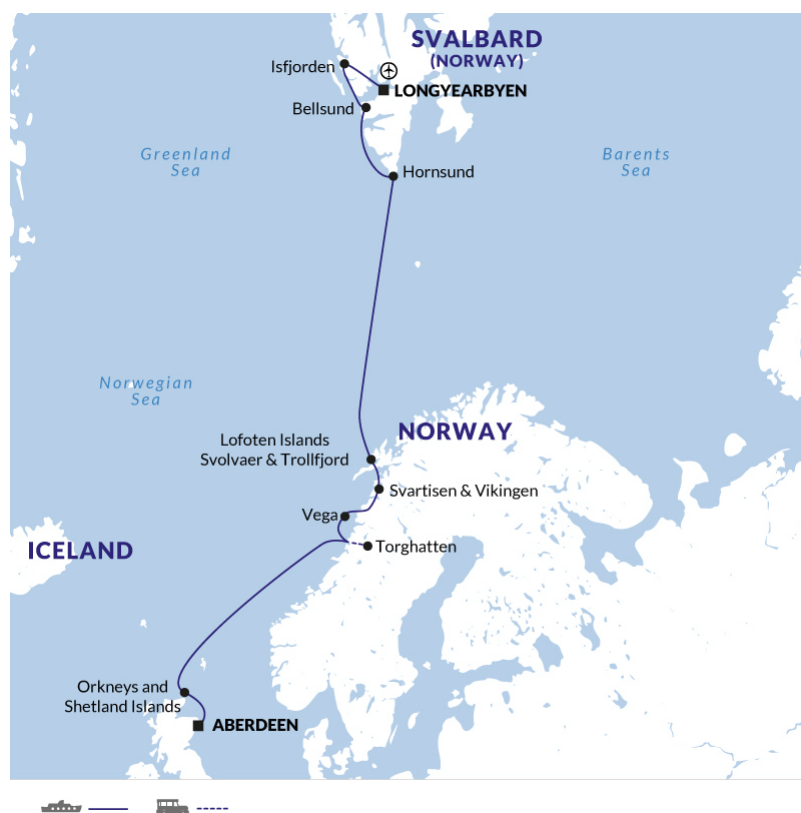 SVALBARD
(NORWAY)
Isfjorden
LONGYEARBYEN
Bellsund
Greenland
Sea
Barents
Sea
Hornsund
Norwegian
Sea
NORWAY
Lofoten Islands
Svolvaer & Trollfjord
Svartisen & Vikingen
Vega
Torghatten
ICELAND
Orkneys and
Shetland Islands
ABERDEEN